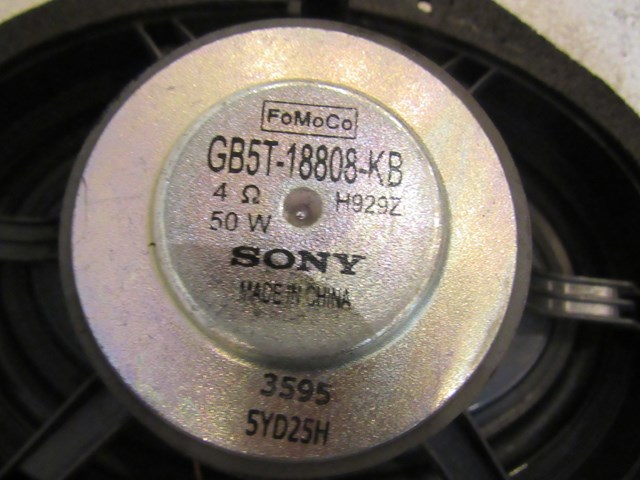 FoMoCo
GB5T-18808-KB
4 Ω H929Z
50 W
SONY
MADE IN CHINA
3595
5YD25H